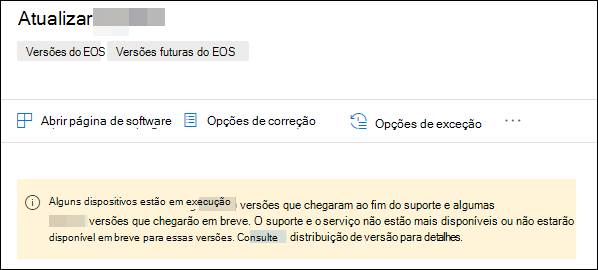 Atualizar
Versões do EOS Versões futuras do EOS
Abrir página de software Opções de correção Opções de exceção ...
Alguns dispositivos estão em execução versões que chegaram ao fim do suporte e algumas
versões que chegarão em breve. O suporte e o serviço não estão mais disponíveis ou não estarão
disponível em breve para essas versões. Consulte distribuição de versão para detalhes.